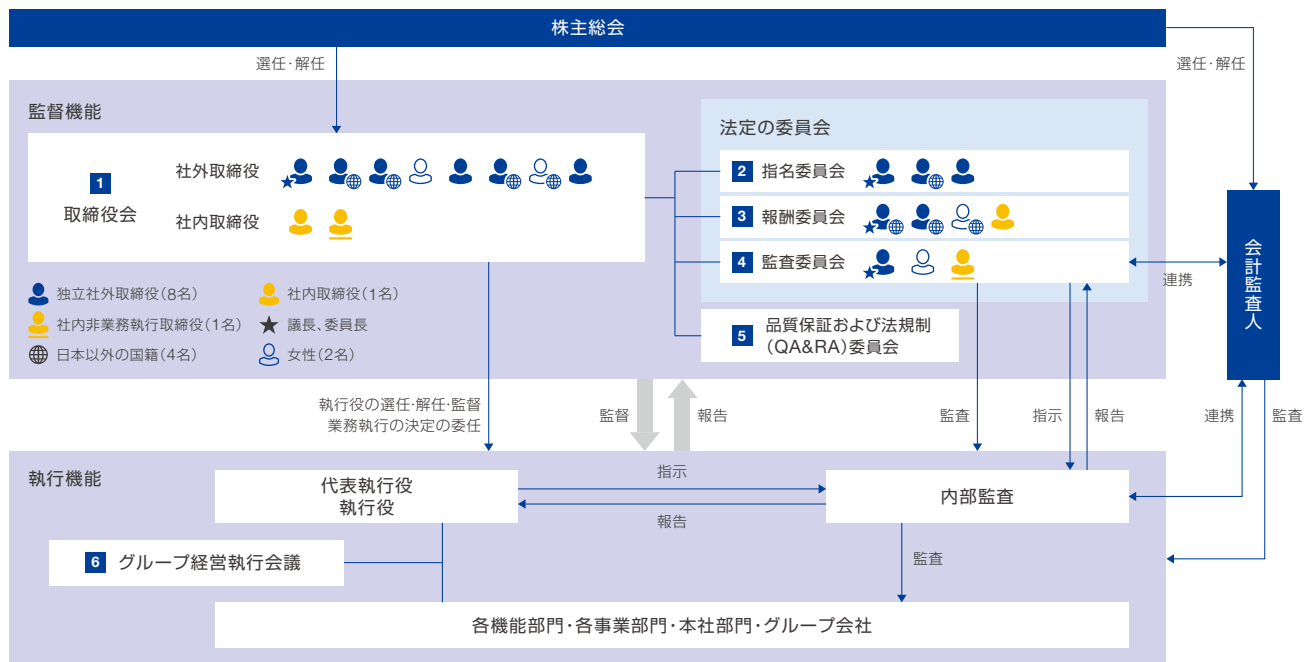 株主総会
選任・解任
選任・解任
監督機能
1
取締役会
社外取締役
社内取締役
独立社外取締役（8名）
社内取締役（1名）
社内非業務執行取締役（1名）
議長、委員長
日本以外の国籍（4名）
女性（2名）
法定の委員会
2 指名委員会
3 報酬委員会
4 監査委員会
5 品質保証および法規制
（QA&RA）委員会
連携
会計監査人
執行役の選任・解任・監督
業務執行の決定の委任
監督
報告
監査
指示
報告
連携
監査
執行機能
代表執行役
執行役
指示
報告
内部監査
6 グループ経営執行会議
監査
各機能部門・各事業部門・本社部門・グループ会社